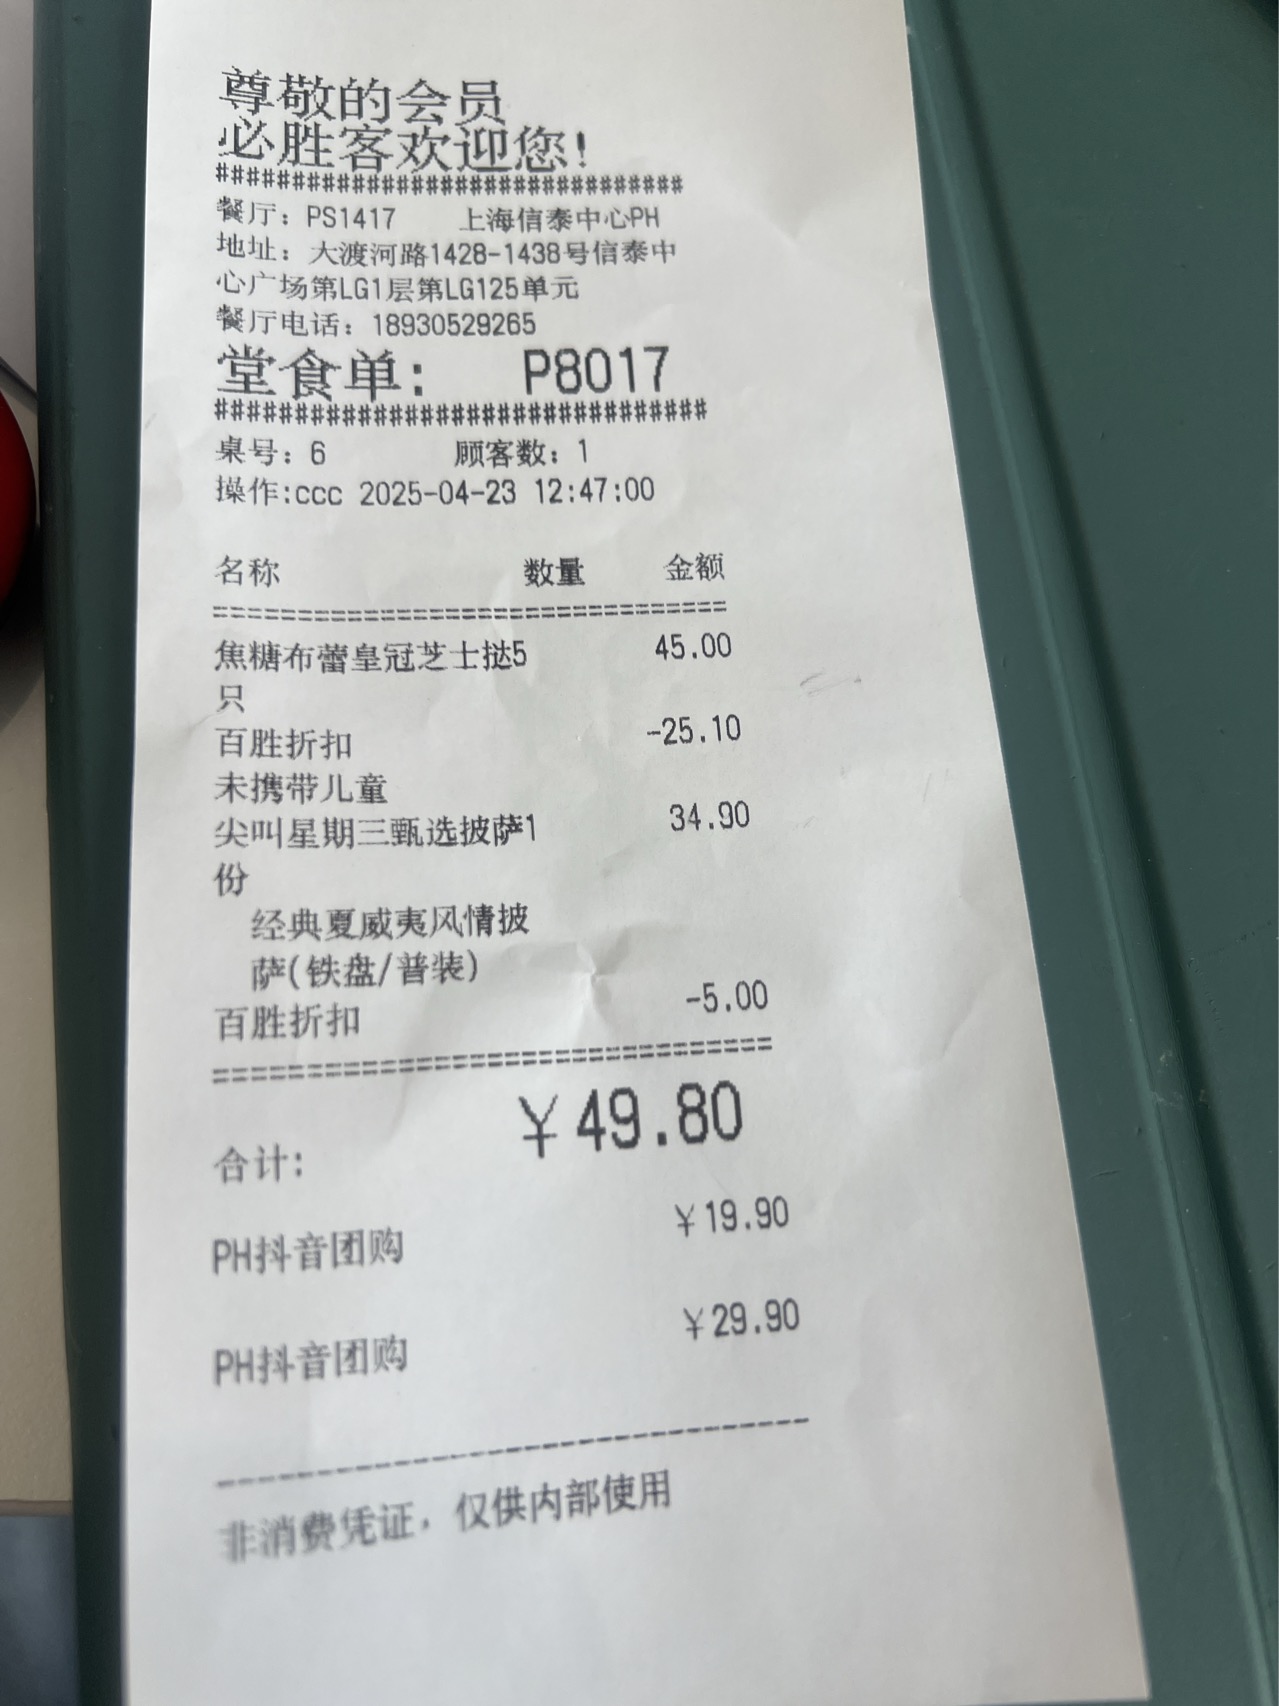 尊敬的会员
必胜客欢迎您!
###############################
餐厅: PS1417 上海信泰中心PH
地址: 大渡河路1428-1438号信泰中
心广场第LG1层第LG125单元
餐厅电话: 18930529265
堂食单: P8017
###############################
桌号: 6 顾客数: 1
操作:ccc 2025-04-23 12:47:00
名称 数量 金额
================================
焦糖布蕾皇冠芝士挞5 45.00
只
百胜折扣 -25.10
未携带儿童
尖叫星期三甄选披萨1 34.90
份
经典夏威夷风情披
萨(铁盘/普装)
百胜折扣 -5.00
================================
合计: ¥49.80
PH抖音团购 ¥19.90
PH抖音团购 ¥29.90
--------------------------------
非消费凭证，仅供内部使用